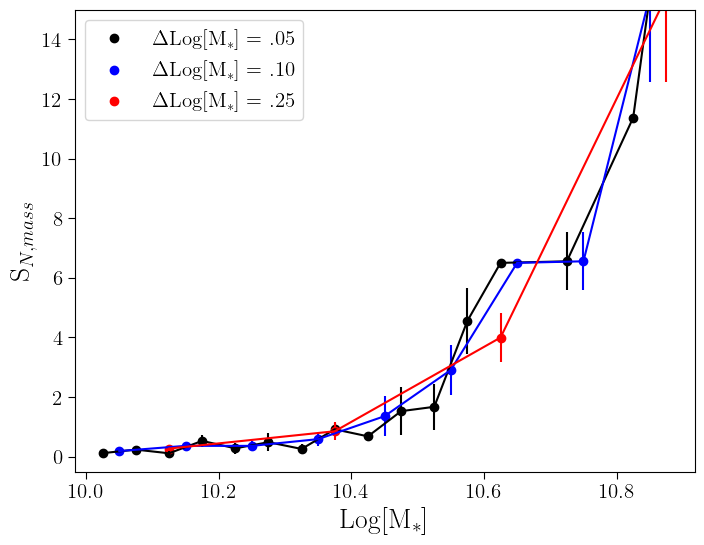 ΔLog[M*] = .05
ΔLog[M*] = .10
ΔLog[M*] = .25
14
12
10
8
6
4
2
0
S_{N,mass}
10.0 10.2 10.4 10.6 10.8
Log[M*]